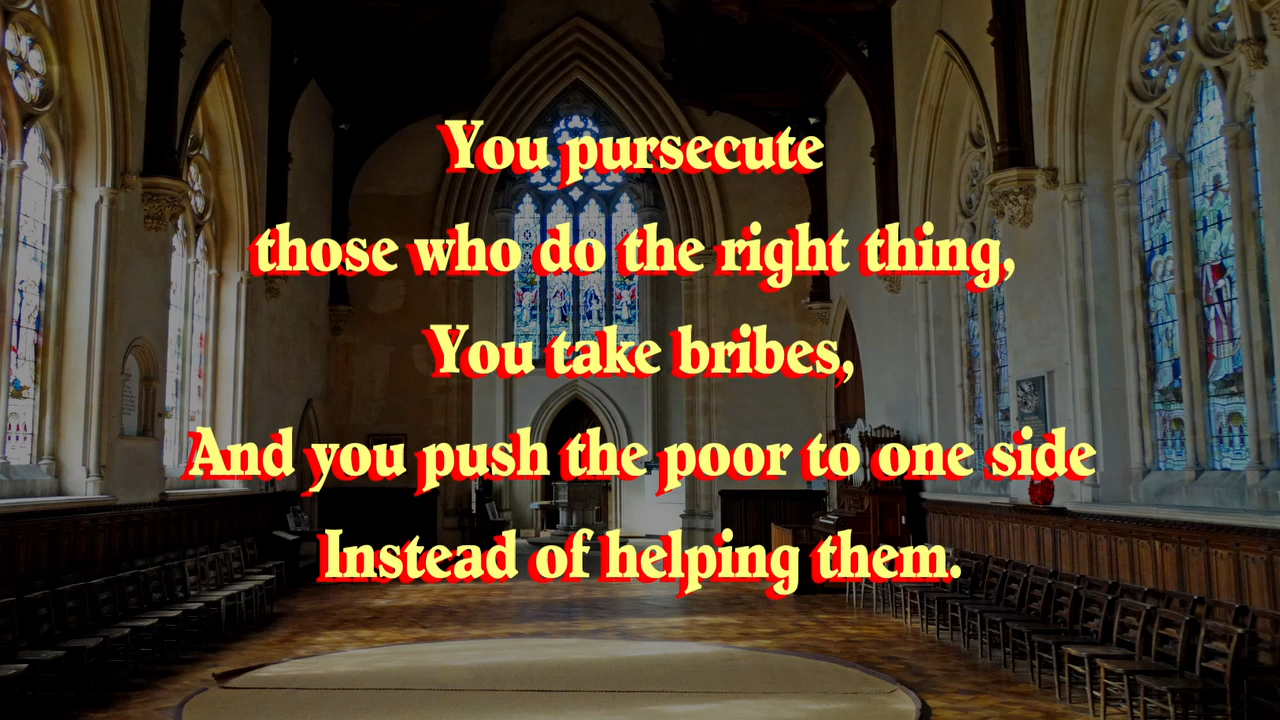 You pursecute
those who do the right thing,
You take bribes,
And you push the poor to one side
Instead of helping them.